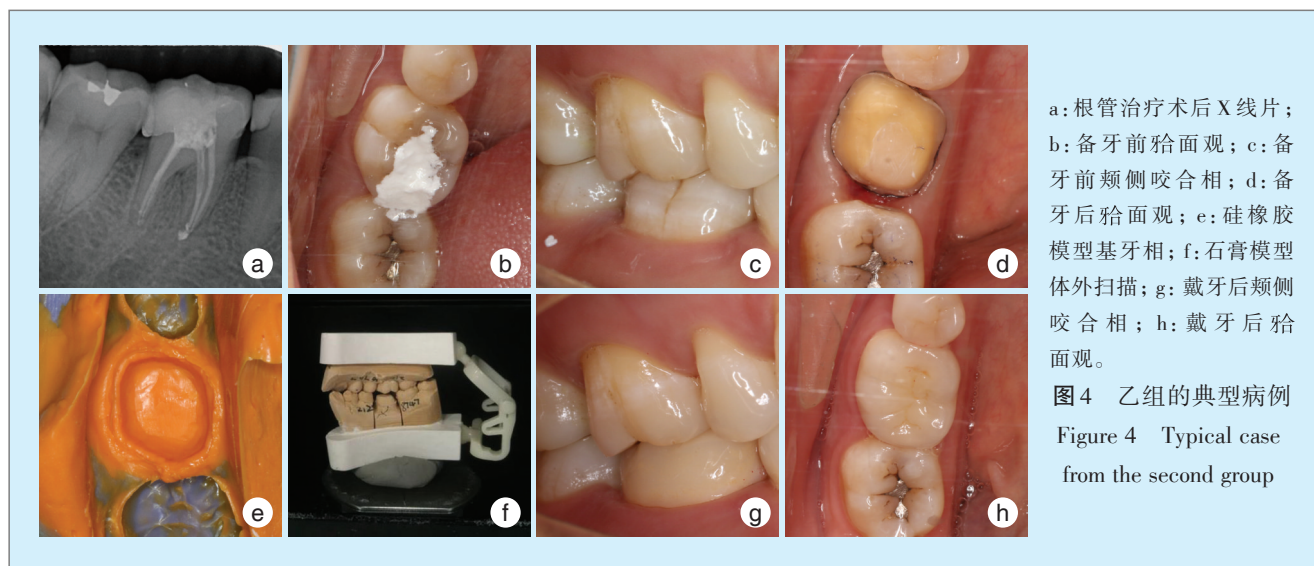 a
b
c
d
e
f
g
h
a:根管治疗术后X线片;
b:备牙前𬌗面观;c:备
牙前颊侧咬合相;d:备
牙后𬌗面观;e:硅橡胶
模型基牙相;f:石膏模型
体外扫描;g:戴牙后颊侧
咬合相;h:戴牙后𬌗
面观。
图4 乙组的典型病例
Figure 4 Typical case
from the second group